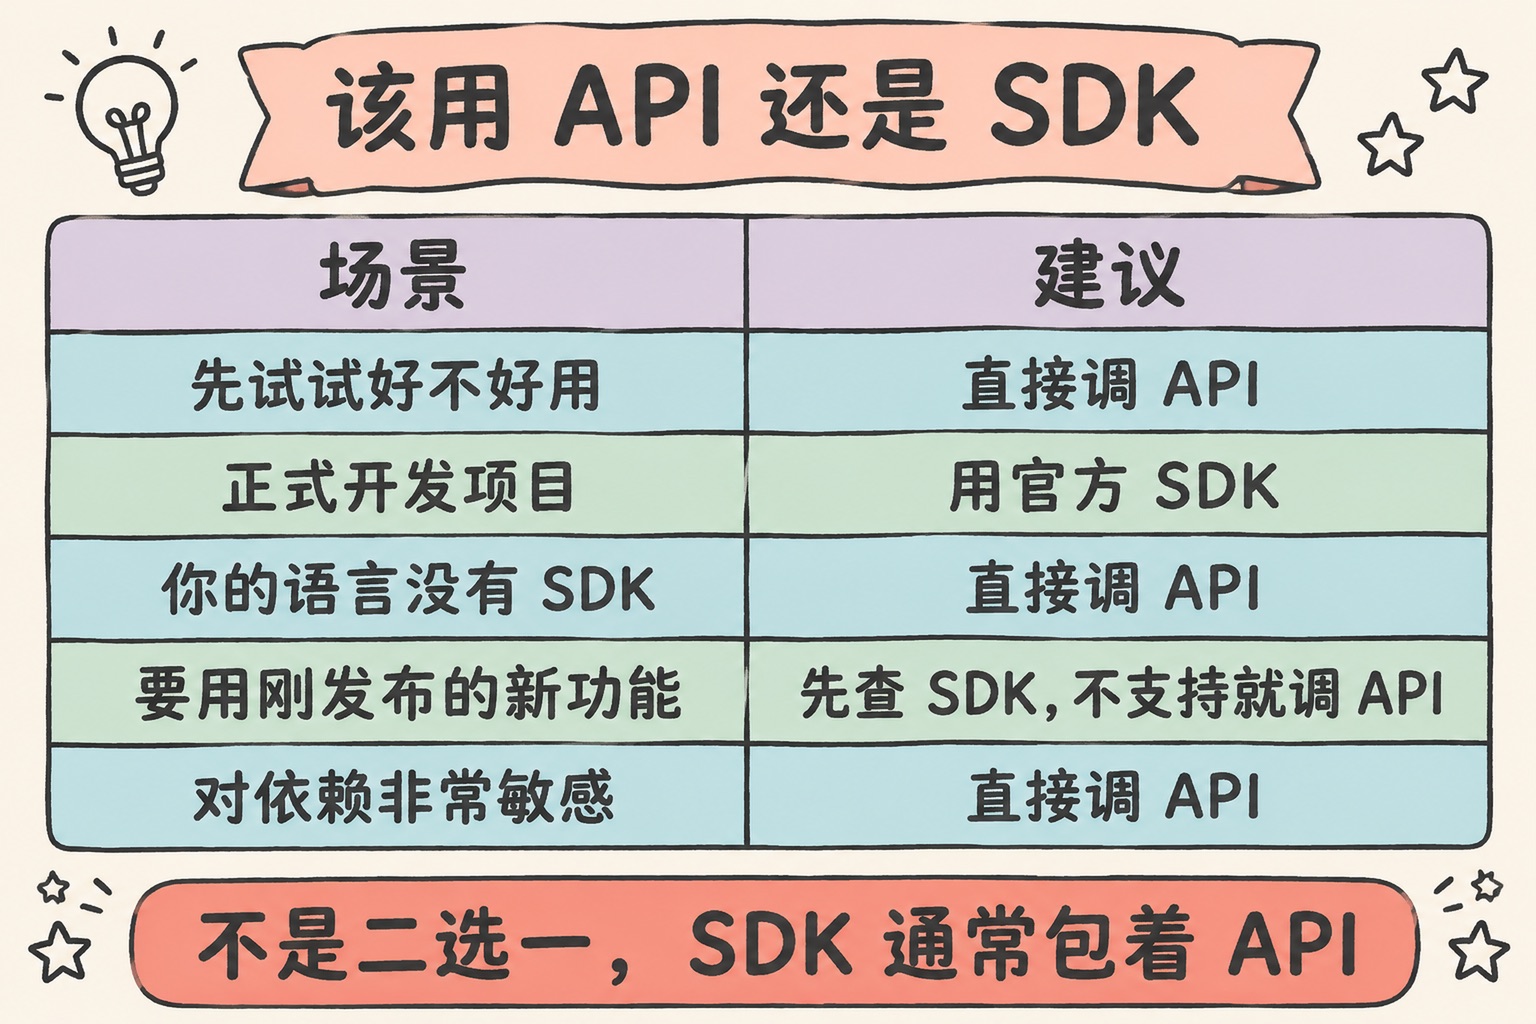 该用 API 还是 SDK
场景 建议
先试试好不好用 直接调 API
正式开发项目 用官方 SDK
你的语言没有 SDK 直接调 API
要用刚发布的新功能 先查 SDK,不支持就调 API
对依赖非常敏感 直接调 API
不是二选一，SDK 通常包着 API